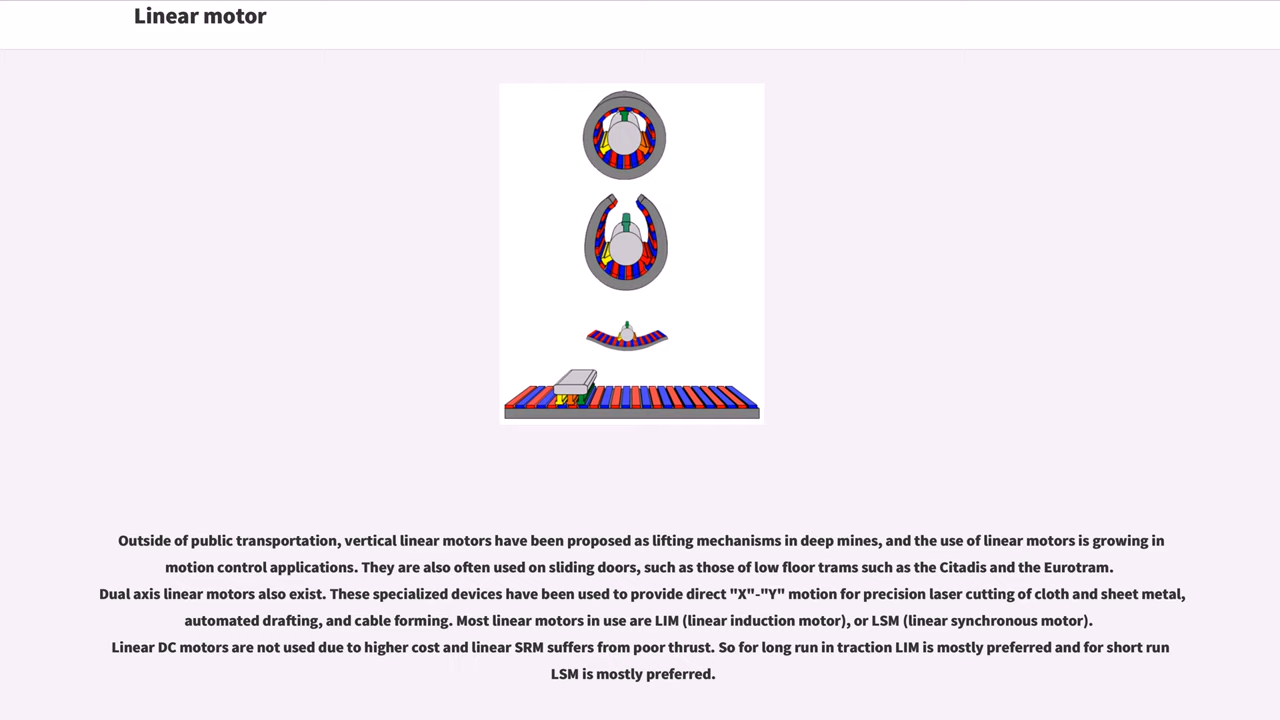 Linear motor
Outside of public transportation, vertical linear motors have been proposed as lifting mechanisms in deep mines, and the use of linear motors is growing in
motion control applications. They are also often used on sliding doors, such as those of low floor trams such as the Citadis and the Eurotram.
Dual axis linear motors also exist. These specialized devices have been used to provide direct "X"-"Y" motion for precision laser cutting of cloth and sheet metal,
automated drafting, and cable forming. Most linear motors in use are LIM (linear induction motor), or LSM (linear synchronous motor).
Linear DC motors are not used due to higher cost and linear SRM suffers from poor thrust. So for long run in traction LIM is mostly preferred and for short run
LSM is mostly preferred.